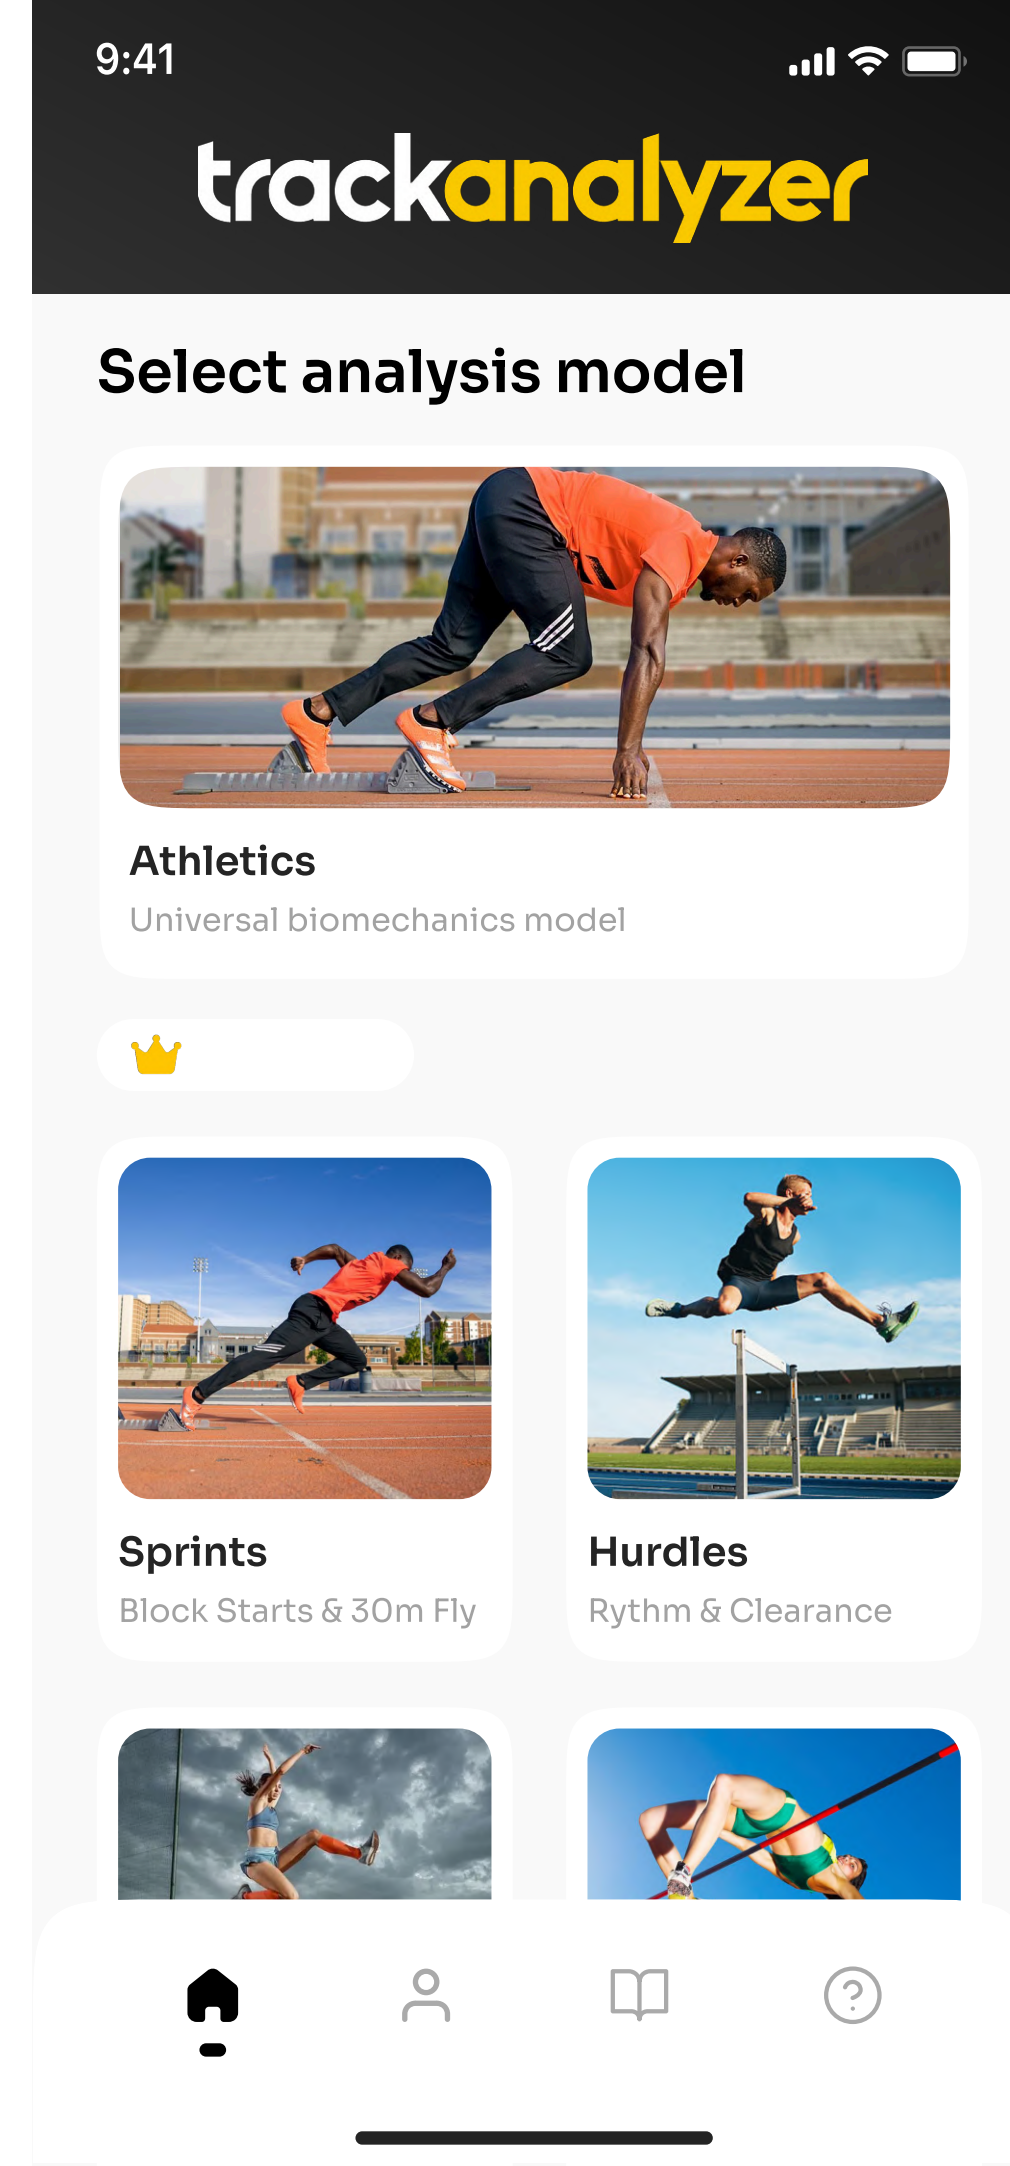 9:41
trackanalyzer
Select analysis model
Athletics
Universal biomechanics model
Sprints
Block Starts & 30m Fly
Hurdles
Rythm & Clearance